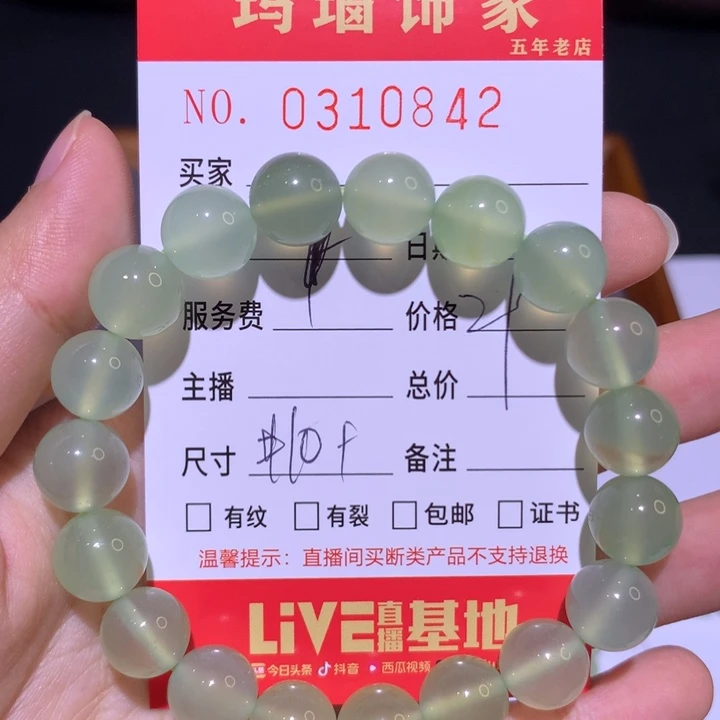 玛瑙饰家
五年老店
NO. 0310842
买家
日期
服务费 价格
主播 总价
尺寸 备注
有纹 有裂 包邮 证书
温馨提示：直播间买断类产品不支持退换
LiVE直播基地
今日头条 抖音 西瓜视频